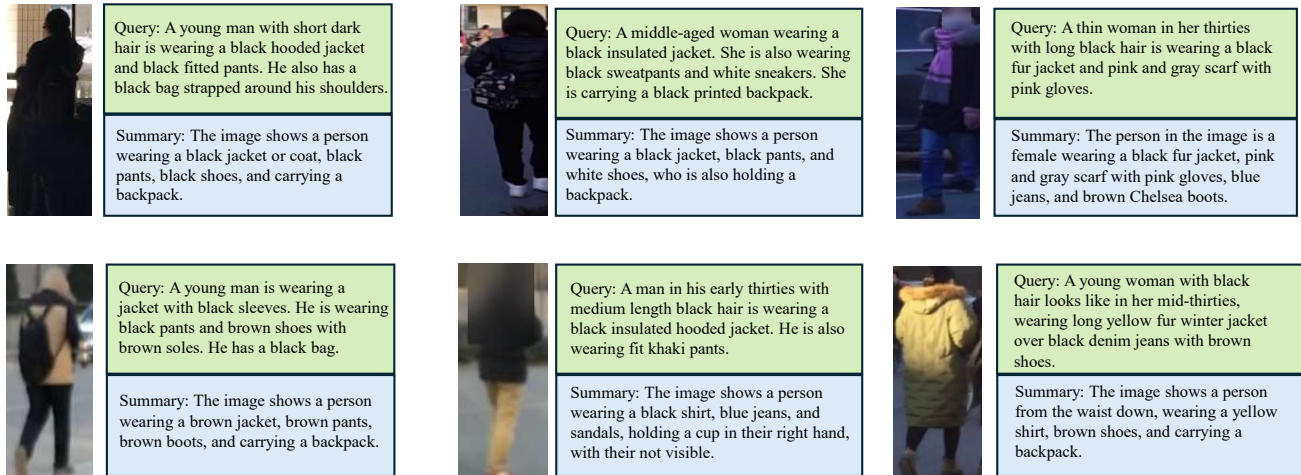 Query: A young man with short dark
hair is wearing a black hooded jacket
and black fitted pants. He also has a
black bag strapped around his shoulders.
Summary: The image shows a person
wearing a black jacket or coat, black
pants, black shoes, and carrying a
backpack.
Query: A middle-aged woman wearing a
black insulated jacket. She is also wearing
black sweatpants and white sneakers. She
is carrying a black printed backpack.
Summary: The image shows a person
wearing a black jacket, black pants, and
white shoes, who is also holding a
backpack.
Query: A thin woman in her thirties
with long black hair is wearing a black
fur jacket and pink and gray scarf with
pink gloves.
Summary: The person in the image is a
female wearing a black fur jacket, pink
and gray scarf with pink gloves, blue
jeans, and brown Chelsea boots.
Query: A young man is wearing a
jacket with black sleeves. He is wearing
black pants and brown shoes with
brown soles. He has a black bag.
Summary: The image shows a person
wearing a brown jacket, brown pants,
brown boots, and carrying a backpack.
Query: A man in his early thirties with
medium length black hair is wearing a
black insulated hooded jacket. He is also
wearing fit khaki pants.
Summary: The image shows a person
wearing a black shirt, blue jeans, and
sandals, holding a cup in their right hand,
with their not visible.
Query: A young woman with black
hair looks like in her mid-thirties,
wearing long yellow fur winter jacket
over black denim jeans with brown
shoes.
Summary: The image shows a person
from the waist down, wearing a yellow
shirt, brown shoes, and carrying a
backpack.